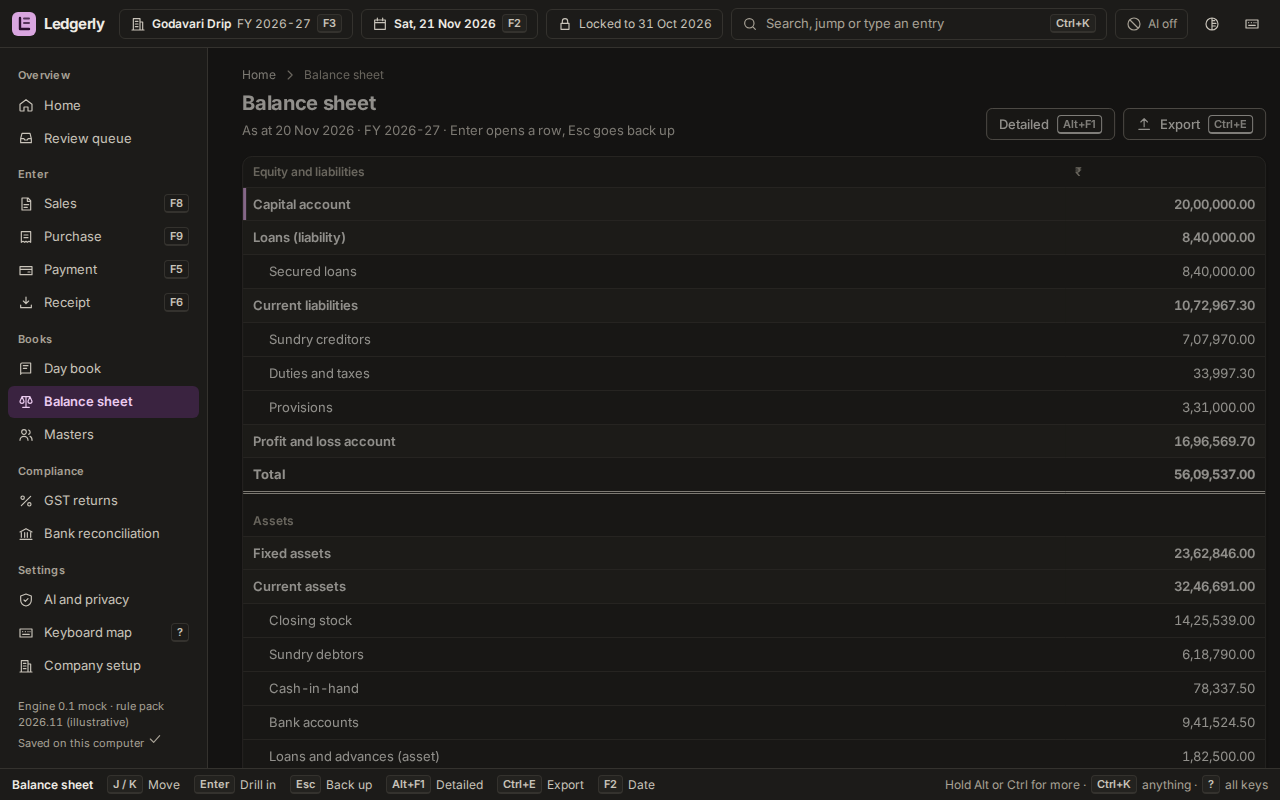 Ledgerly
Godavari Drip FY 2026-27 F3
Sat, 21 Nov 2026 F2
Locked to 31 Oct 2026
Search, jump or type an entry Ctrl+K
AI off
Overview
Home
Review queue
Enter
Sales F8
Purchase F9
Payment F5
Receipt F6
Books
Day book
Balance sheet
Masters
Compliance
GST returns
Bank reconciliation
Settings
AI and privacy
Keyboard map ?
Company setup
Engine 0.1 mock · rule pack
2026.11 (illustrative)
Saved on this computer
Home Balance sheet
Balance sheet
As at 20 Nov 2026 · FY 2026-27 · Enter opens a row, Esc goes back up
Detailed Alt+F1
Export Ctrl+E
Equity and liabilities ₹
Capital account 20,00,000.00
Loans (liability) 8,40,000.00
Secured loans 8,40,000.00
Current liabilities 10,72,967.30
Sundry creditors 7,07,970.00
Duties and taxes 33,997.30
Provisions 3,31,000.00
Profit and loss account 16,96,569.70
Total 56,09,537.00
Assets
Fixed assets 23,62,846.00
Current assets 32,46,691.00
Closing stock 14,25,539.00
Sundry debtors 6,18,790.00
Cash-in-hand 78,337.50
Bank accounts 9,41,524.50
Loans and advances (asset) 1,82,500.00
Balance sheet J / K Move Enter Drill in Esc Back up Alt+F1 Detailed Ctrl+E Export F2 Date
Hold Alt or Ctrl for more · Ctrl+K anything · ? all keys